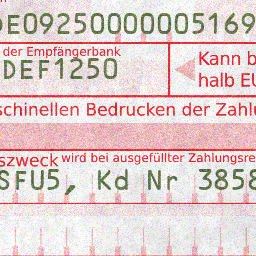 DE09250000005169
der Empfängerbank
DEF1250
Kann b
halb EU
schinellen Bedrucken der Zahlu
szweck wird bei ausgefüllter Zahlungsre
SFU5, Kd Nr 3858